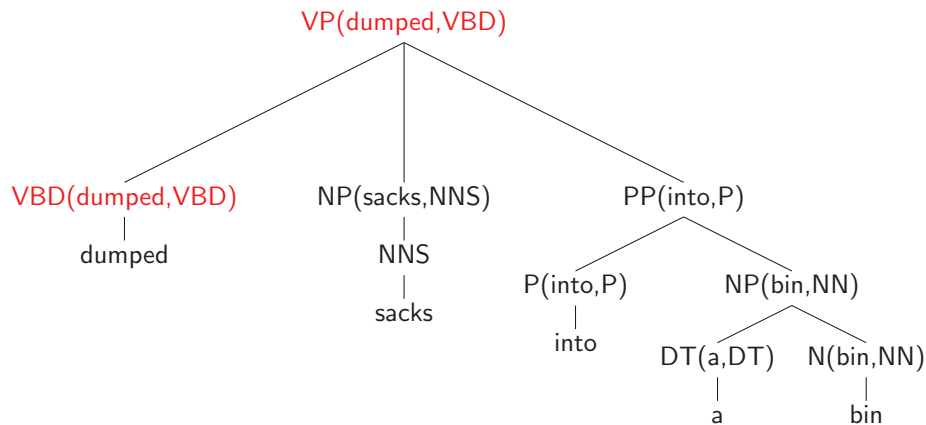 VP(dumped,VBD)
VBD(dumped,VBD) NP(sacks,NNS) PP(into,P)
dumped NNS
P(into,P) NP(bin,NN)
sacks
into
DT(a,DT) N(bin,NN)
a bin